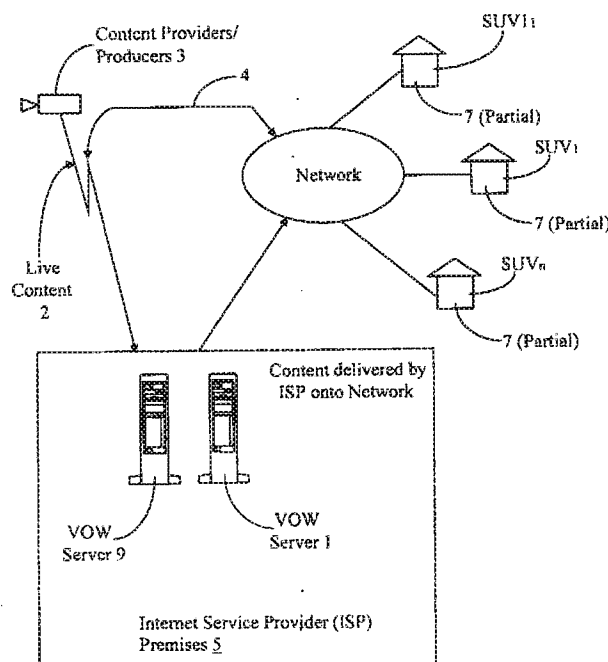 Content Providers/
Producers 3
4
SUV1₁
7 (Partial)
Network
SUV₁
7 (Partial)
Live
Content
2
SUVₙ
7 (Partial)
Content delivered by
ISP onto Network
VOW
Server 9
VOW
Server 1
Internet Service Provider (ISP)
Premises 5